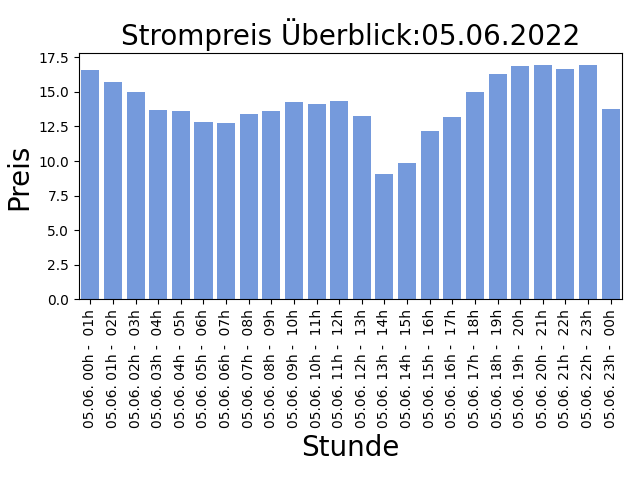 Strompreis Überblick:05.06.2022
Preis
17.5
15.0
12.5
10.0
7.5
5.0
2.5
0.0
05.06. 00h - 01h
05.06. 01h - 02h
05.06. 02h - 03h
05.06. 03h - 04h
05.06. 04h - 05h
05.06. 05h - 06h
05.06. 06h - 07h
05.06. 07h - 08h
05.06. 08h - 09h
05.06. 09h - 10h
05.06. 10h - 11h
05.06. 11h - 12h
05.06. 12h - 13h
05.06. 13h - 14h
05.06. 14h - 15h
05.06. 15h - 16h
05.06. 16h - 17h
05.06. 17h - 18h
05.06. 18h - 19h
05.06. 19h - 20h
05.06. 20h - 21h
05.06. 21h - 22h
05.06. 22h - 23h
05.06. 23h - 00h
Stunde